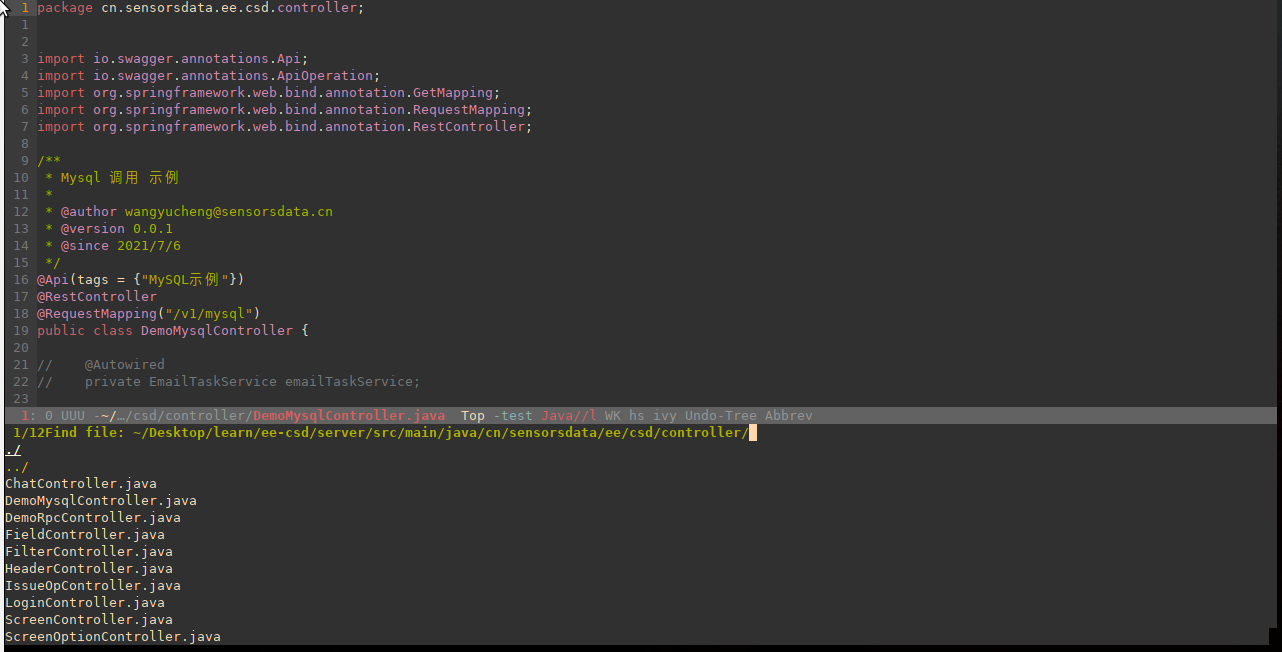 1 package cn.sensorsdata.ee.csd.controller;
1
2
3 import io.swagger.annotations.Api;
4 import io.swagger.annotations.ApiOperation;
5 import org.springframework.web.bind.annotation.GetMapping;
6 import org.springframework.web.bind.annotation.RequestMapping;
7 import org.springframework.web.bind.annotation.RestController;
8
9 /**
10  * Mysql 调用 示例
11  *
12  * @author wangyucheng@sensorsdata.cn
13  * @version 0.0.1
14  * @since 2021/7/6
15  */
16 @Api(tags = {"MySQL示例"})
17 @RestController
18 @RequestMapping("/v1/mysql")
19 public class DemoMysqlController {
20
21 //    @Autowired
22 //    private EmailTaskService emailTaskService;
23
1: 0 UUU -~/…/csd/controller/DemoMysqlController.java  Top -test Java//l WK hs ivy Undo-Tree Abbrev
1/12Find file: ~/Desktop/learn/ee-csd/server/src/main/java/cn/sensorsdata/ee/csd/controller/
./
../
ChatController.java
DemoMysqlController.java
DemoRpcController.java
FieldController.java
FilterController.java
HeaderController.java
IssueOpController.java
LoginController.java
ScreenController.java
ScreenOptionController.java